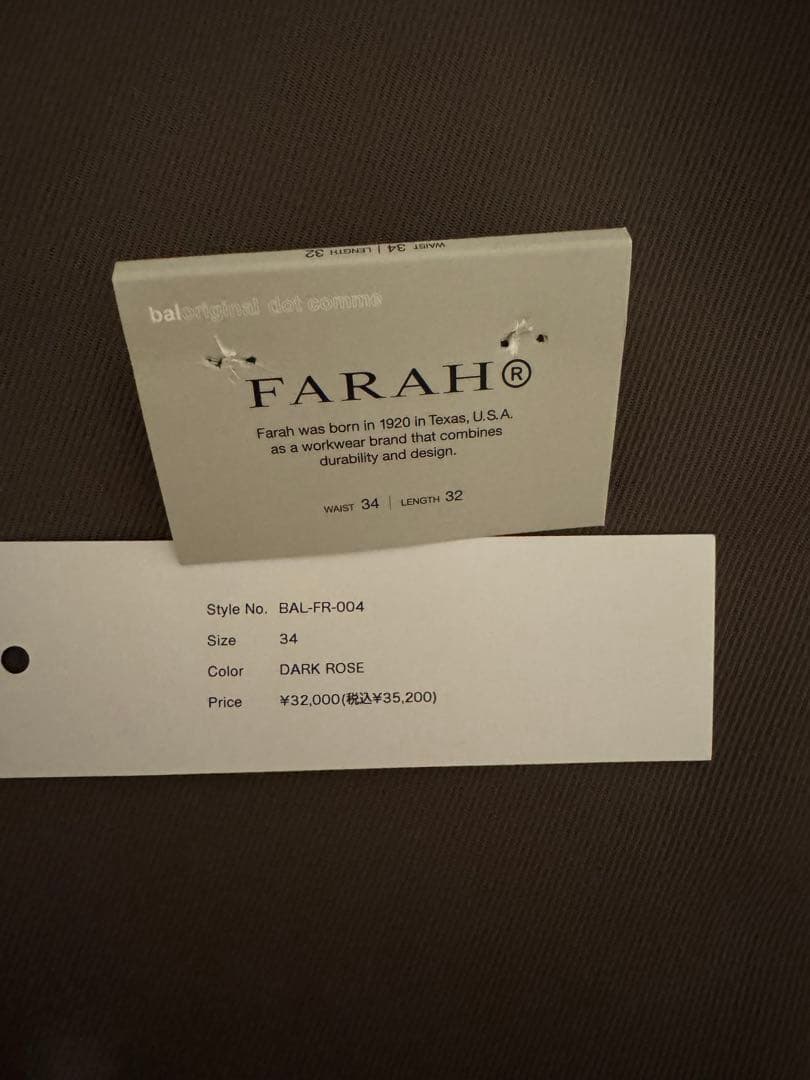 WAIST 34 | LENGTH 32
baloriginal dot comme
FARAH®
Farah was born in 1920 in Texas, U.S.A.
as a workwear brand that combines
durability and design.
WAIST 34 | LENGTH 32
Style No. BAL-FR-004
Size 34
Color DARK ROSE
Price ¥32,000(税込¥35,200)